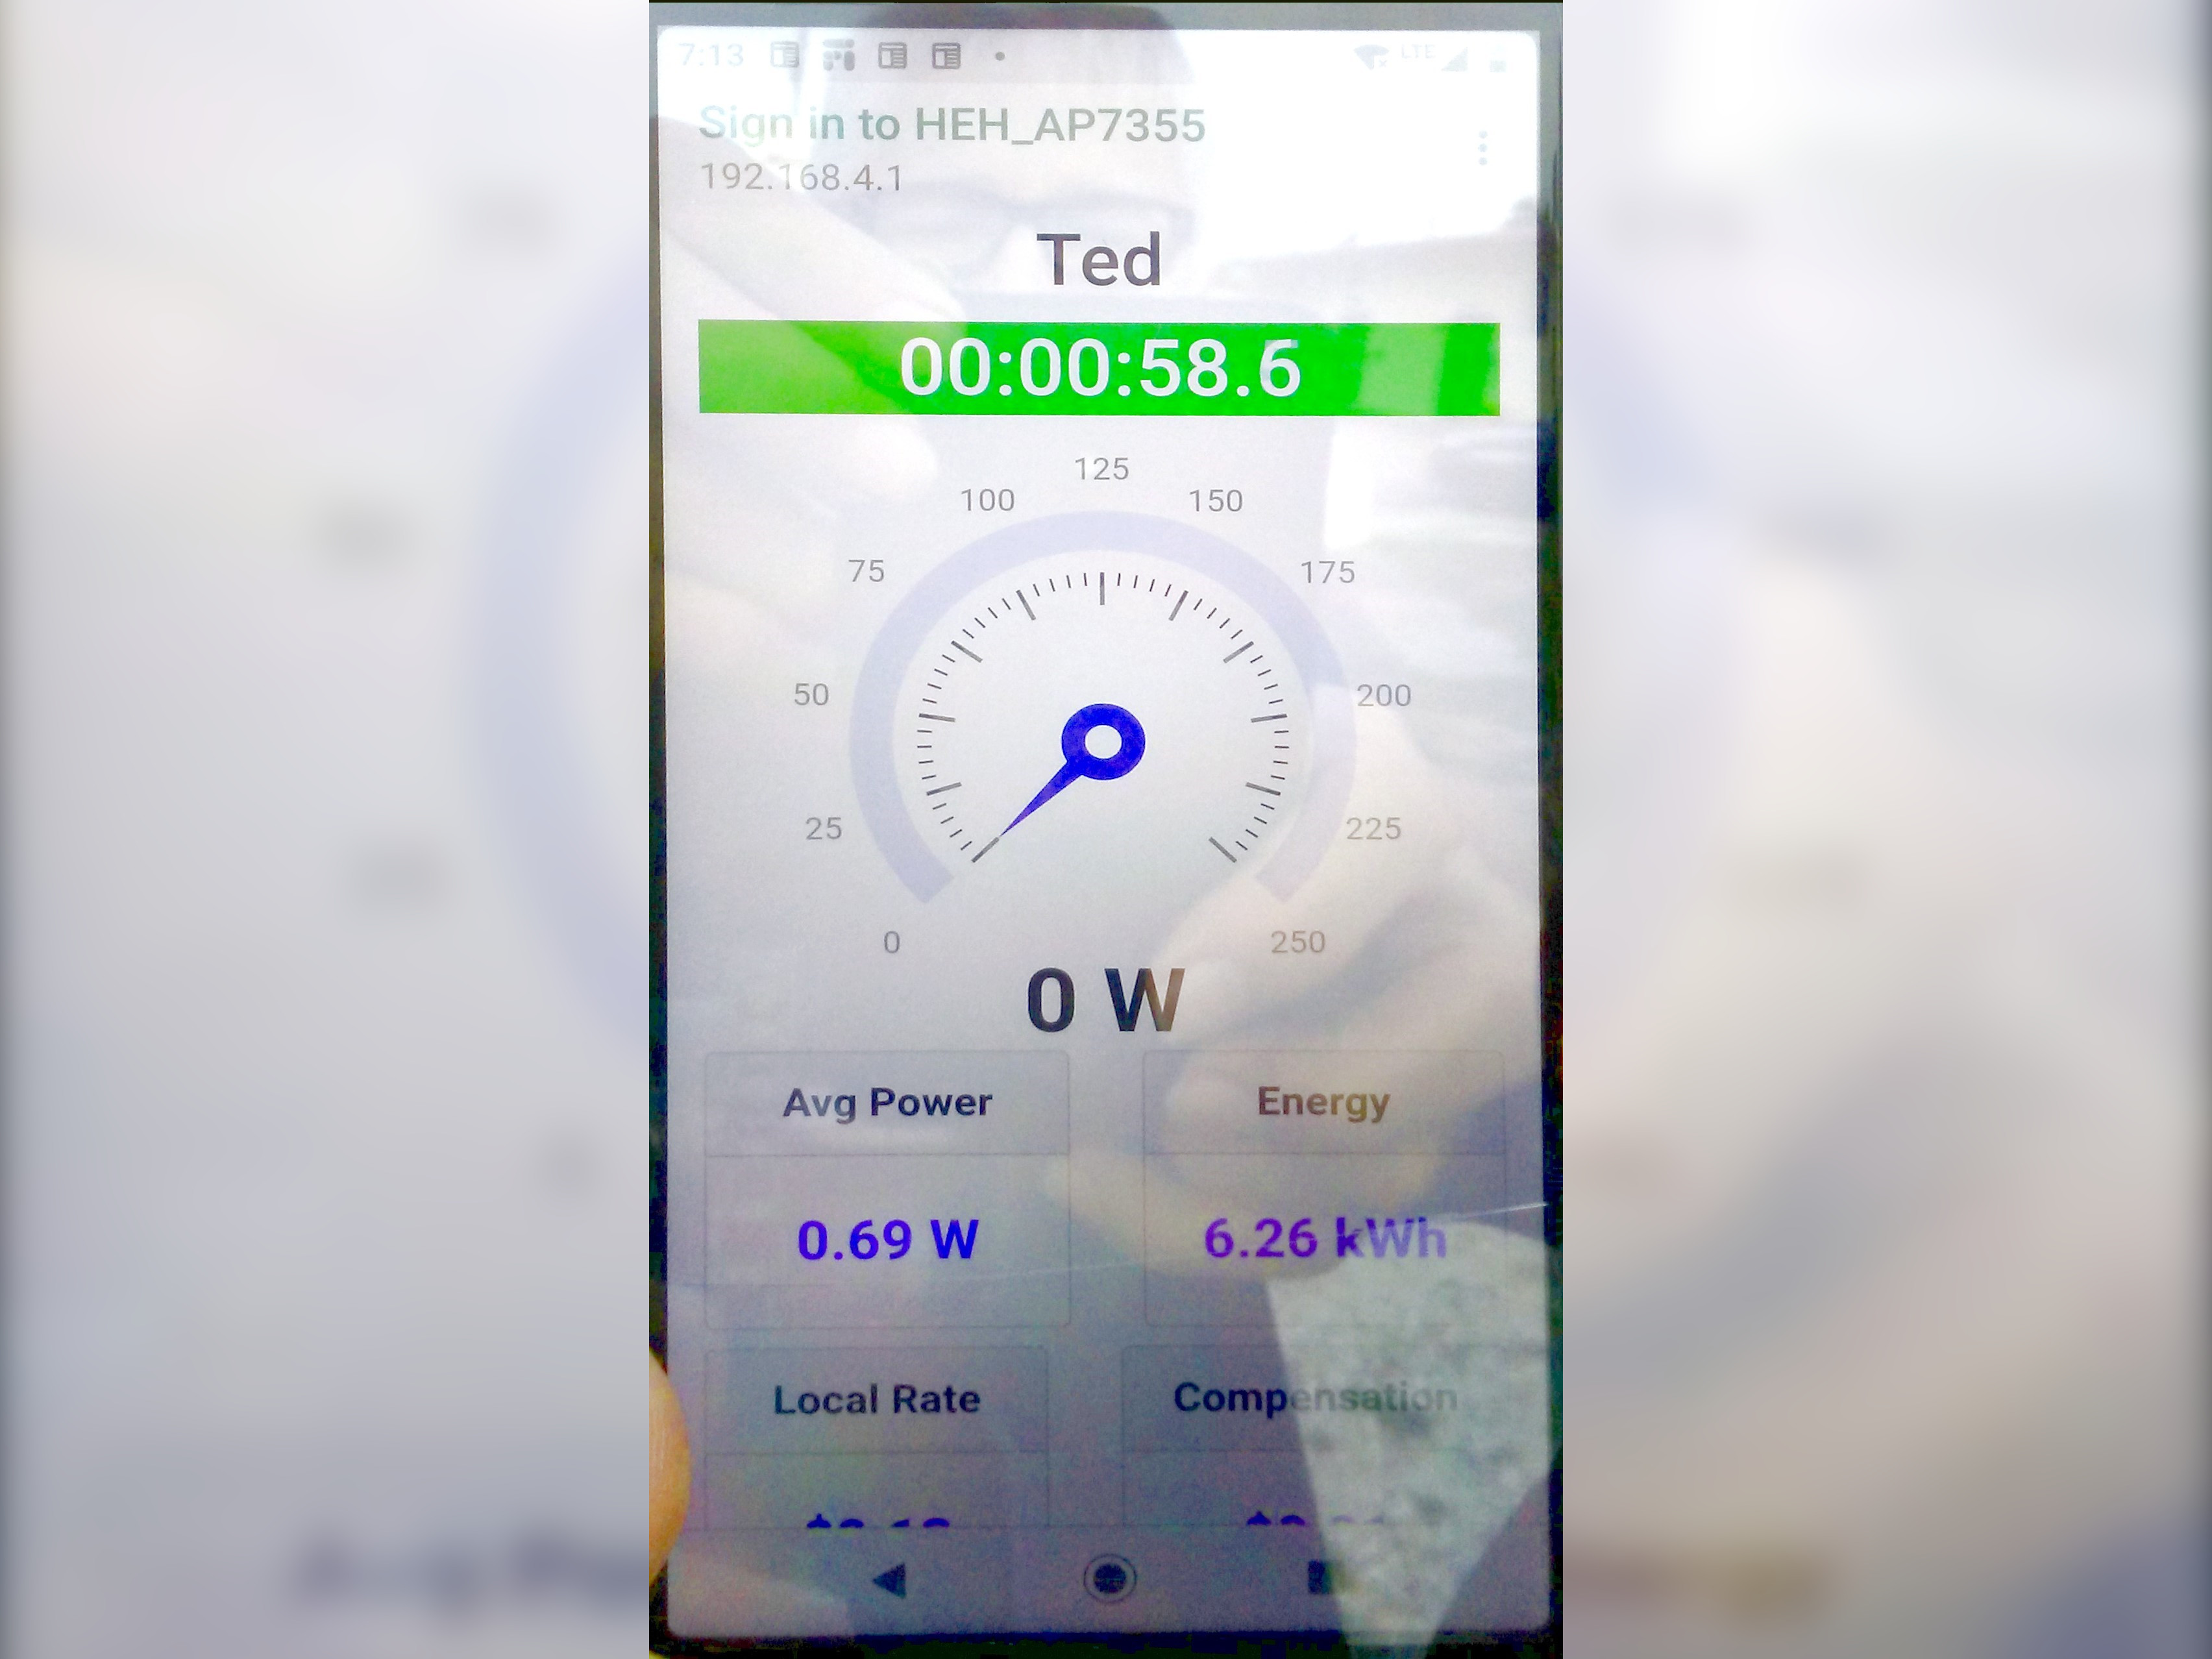 7:13 LTE
Sign in to HEH_AP7355
192.168.4.1
Ted
00:00:58.6
125
100 150
75 175
50 200
25 225
0 250
0 W
Avg Power Energy
0.69 W 6.26 kWh
Local Rate Compensation